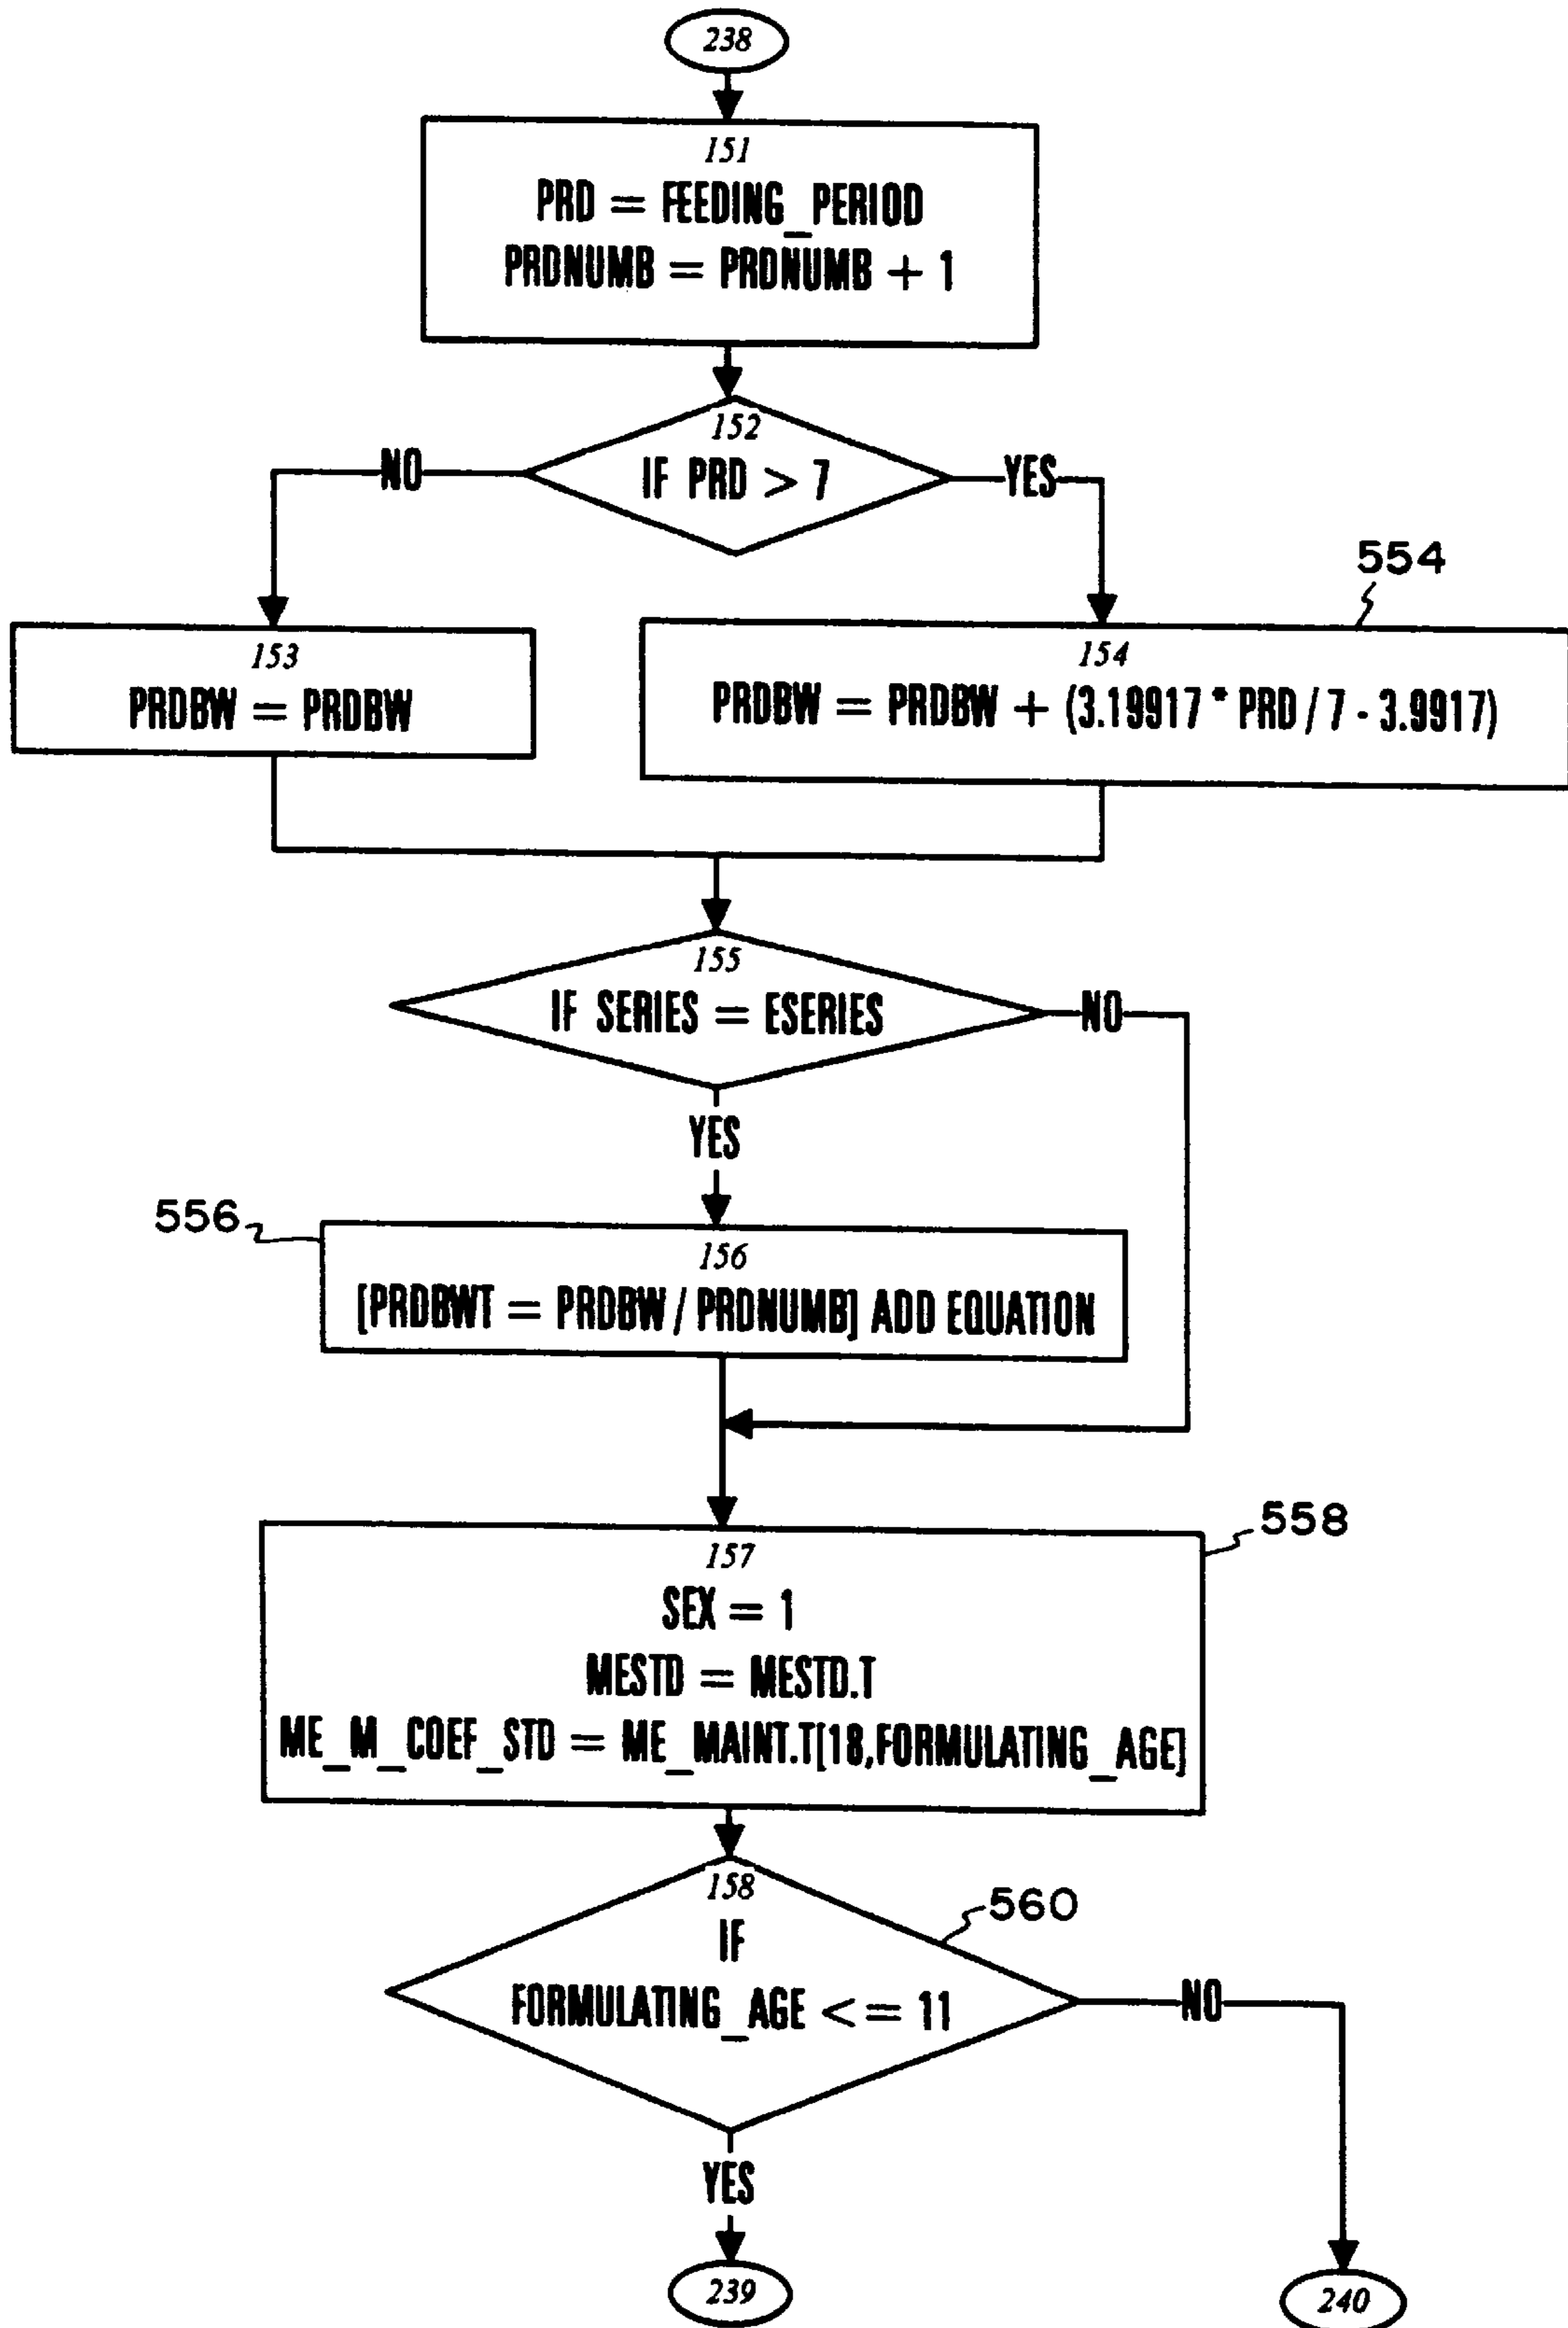 238
151
PRD = FEEDING_PERIOD
PRDNUMB = PRDNUMB + 1
152
IF PRD > 7
NO
YES
554
153
PRDBW = PRDBW
154
PRDBW = PRDBW + (3.19917 * PRD / 7 - 3.9917)
155
IF SERIES = ESERIES
NO
YES
556
156
[PRDBWT = PRDBW / PRDNUMB] ADD EQUATION
558
157
SEX = 1
MESTD = MESTD.T
ME_M_COEF_STD = ME_MAINT.T[18,FORMULATING_AGE]
158
560
IF
FORMULATING_AGE <= 11
NO
YES
239
240